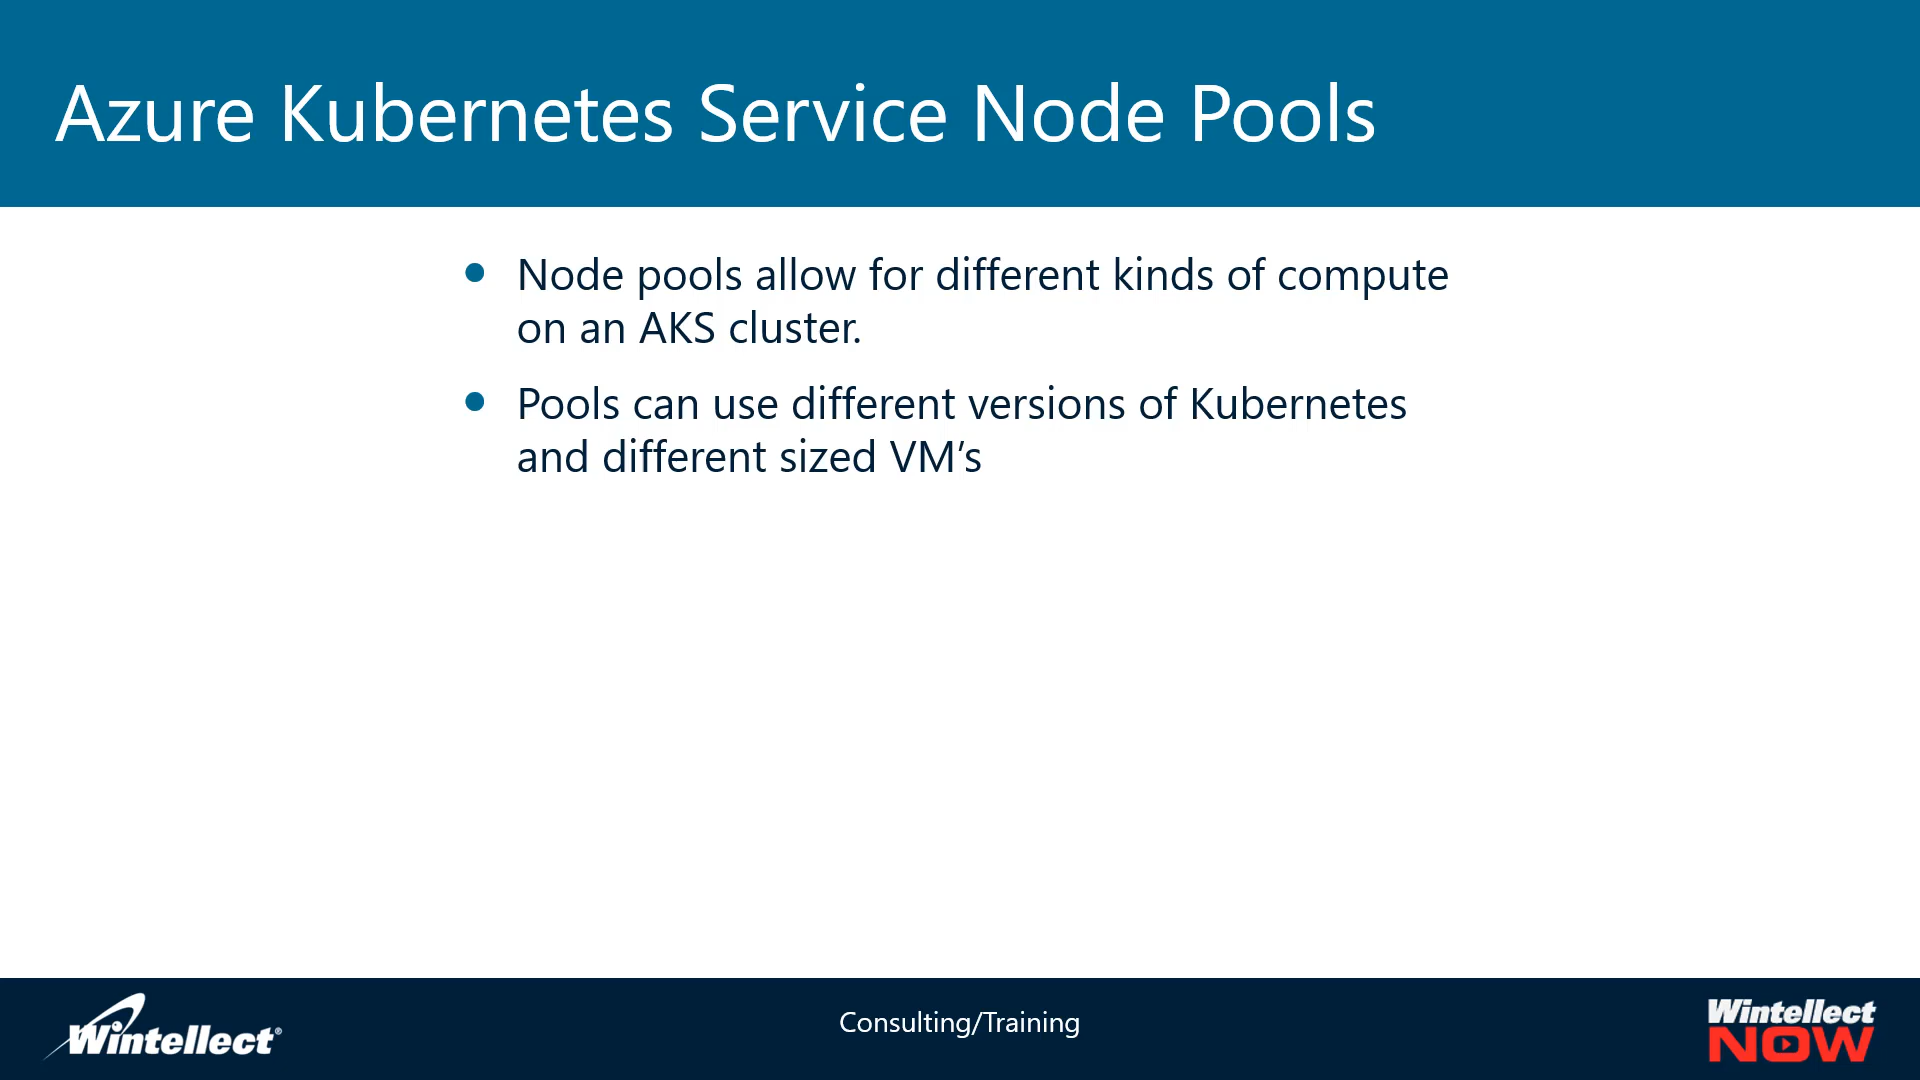 Azure Kubernetes Service Node Pools
• Node pools allow for different kinds of compute
on an AKS cluster.
• Pools can use different versions of Kubernetes
and different sized VM’s
Wintellect®
Consulting/Training
Wintellect
NOW